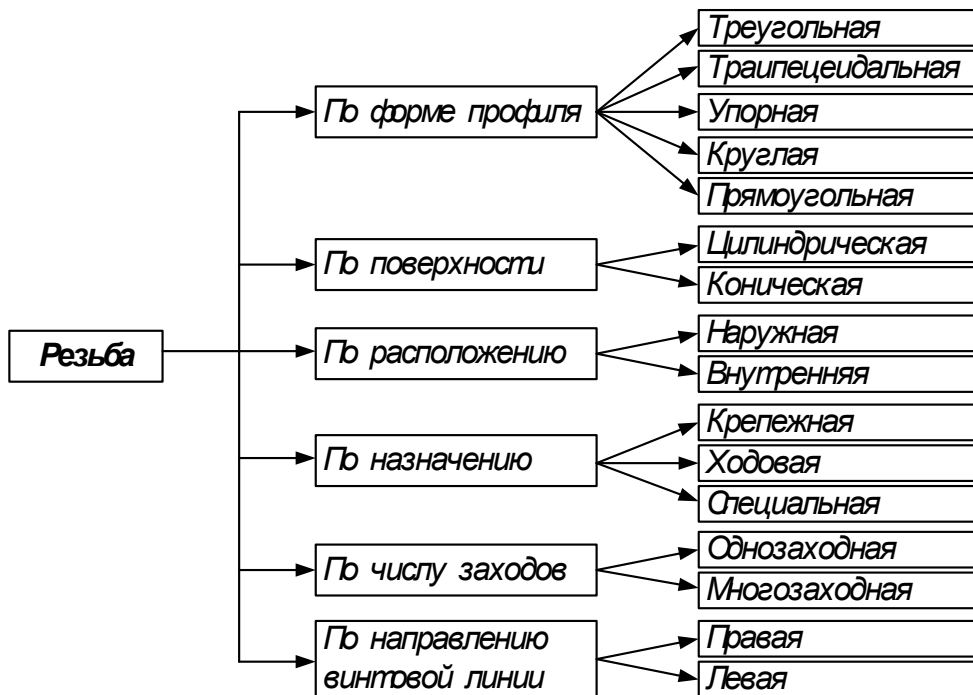 Резьба
По форме профиля
Треугольная
Траипецеидальная
Упорная
Круглая
Прямоугольная
По поверхности
Цилиндрическая
Коническая
По расположению
Наружная
Внутренняя
По назначению
Крепежная
Ходовая
Специальная
По числу заходов
Однозаходная
Многозаходная
По направлению
винтовой линии
Правая
Левая